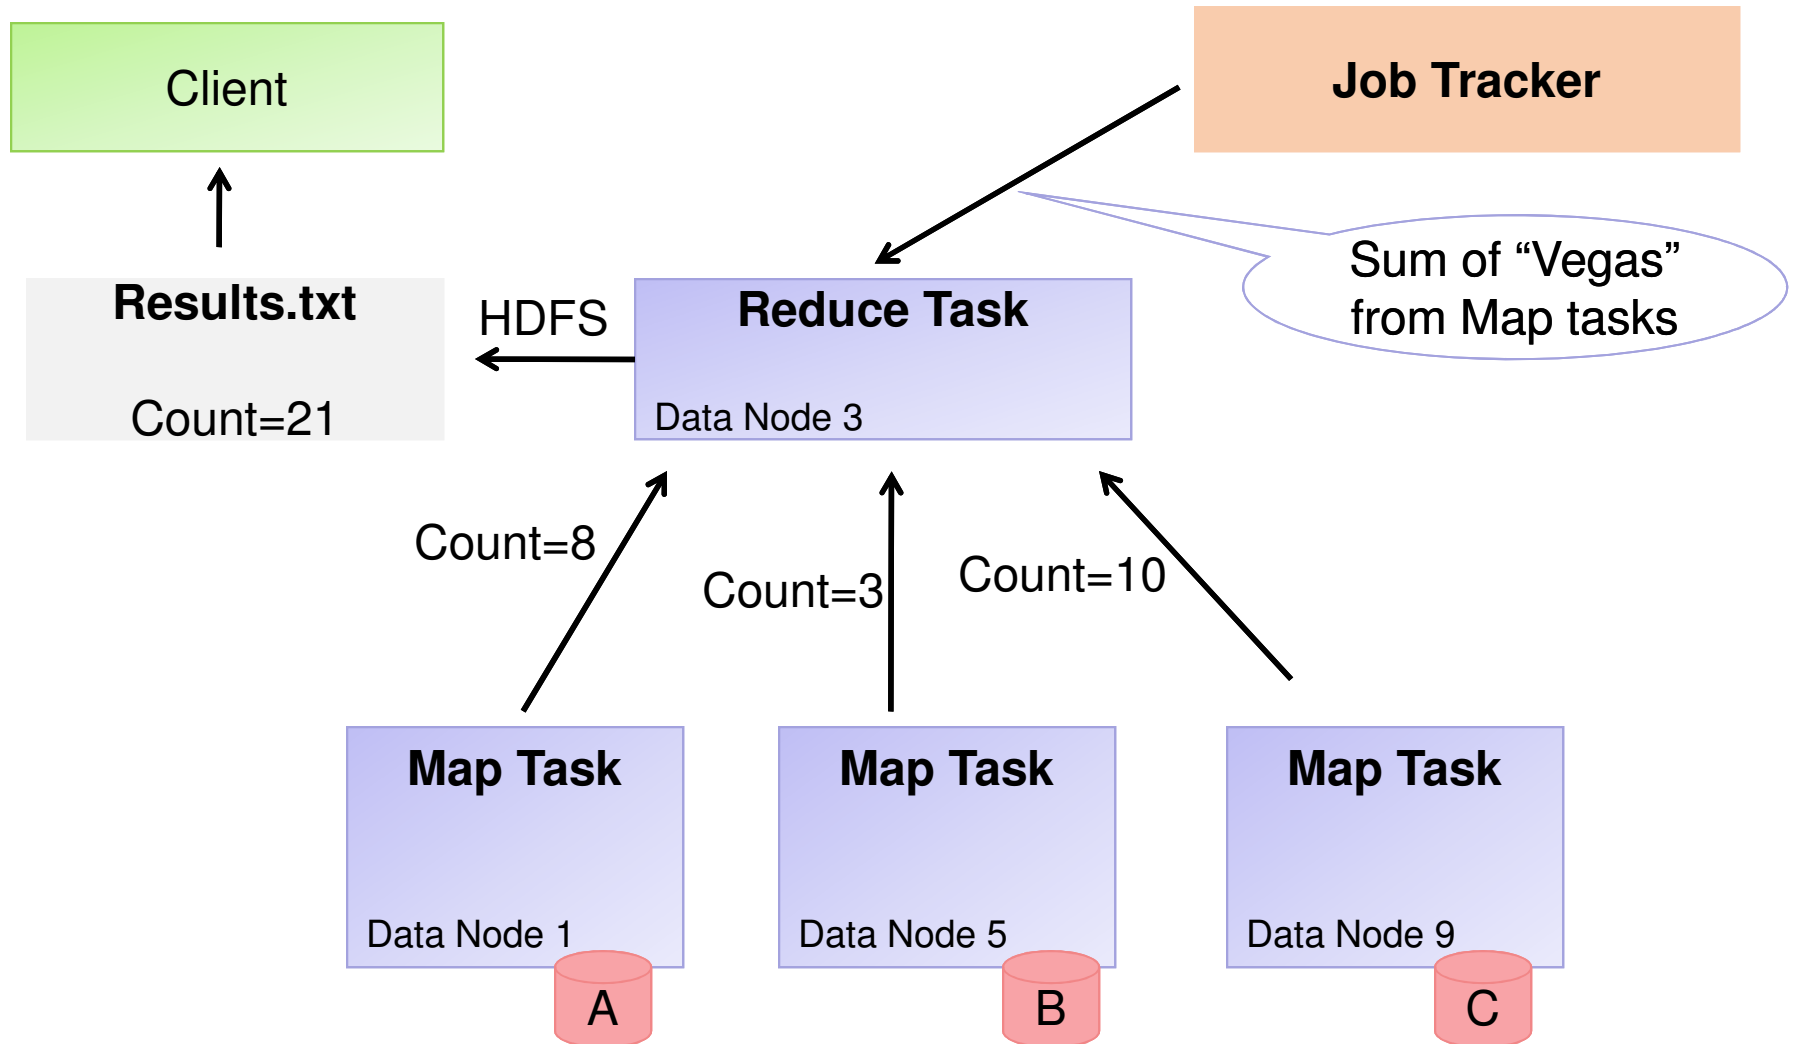 Client
Job Tracker
Sum of “Vegas”
from Map tasks
Results.txt
Count=21
HDFS
Reduce Task
Data Node 3
Count=8
Count=3
Count=10
Map Task
Data Node 1
A
Map Task
Data Node 5
B
Map Task
Data Node 9
C